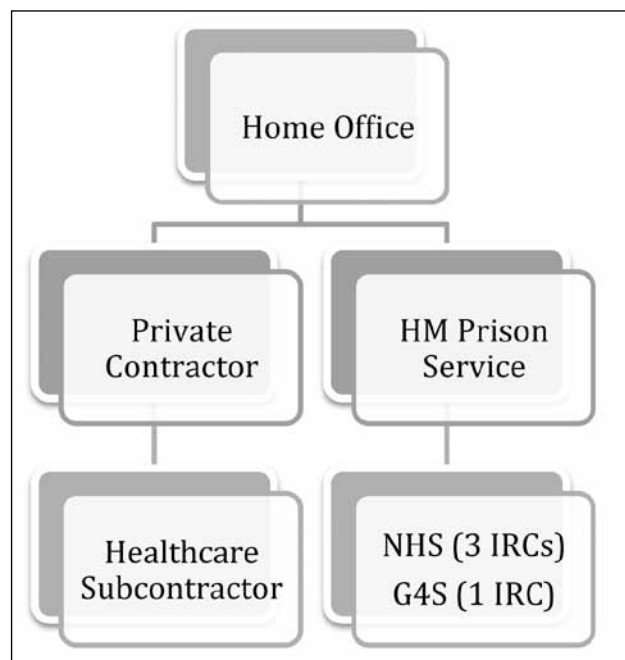 Home Office
Private
Contractor
HM Prison
Service
Healthcare
Subcontractor
NHS (3 IRCs)
G4S (1 IRC)